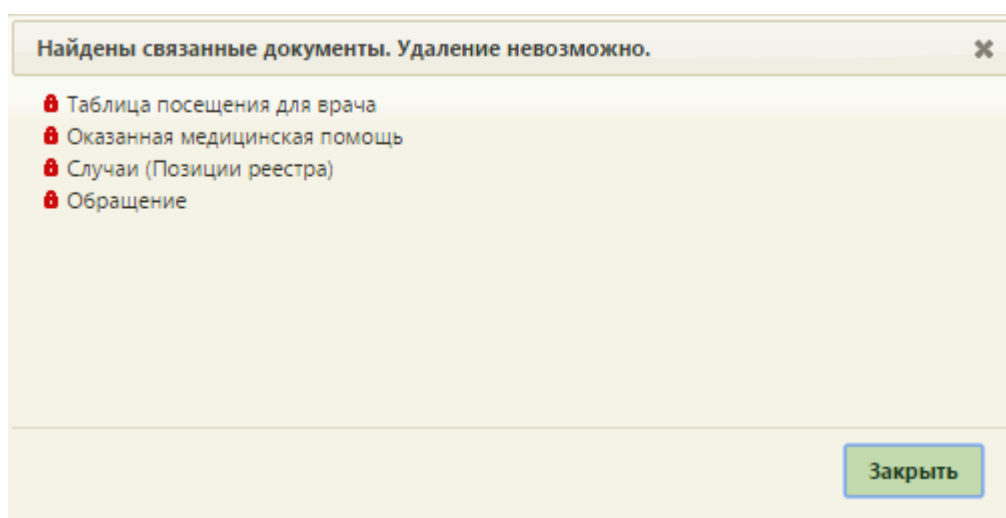 Найдены связанные документы. Удаление невозможно.
Таблица посещения для врача
Оказанная медицинская помощь
Случаи (Позиции реестра)
Обращение
Закрыть